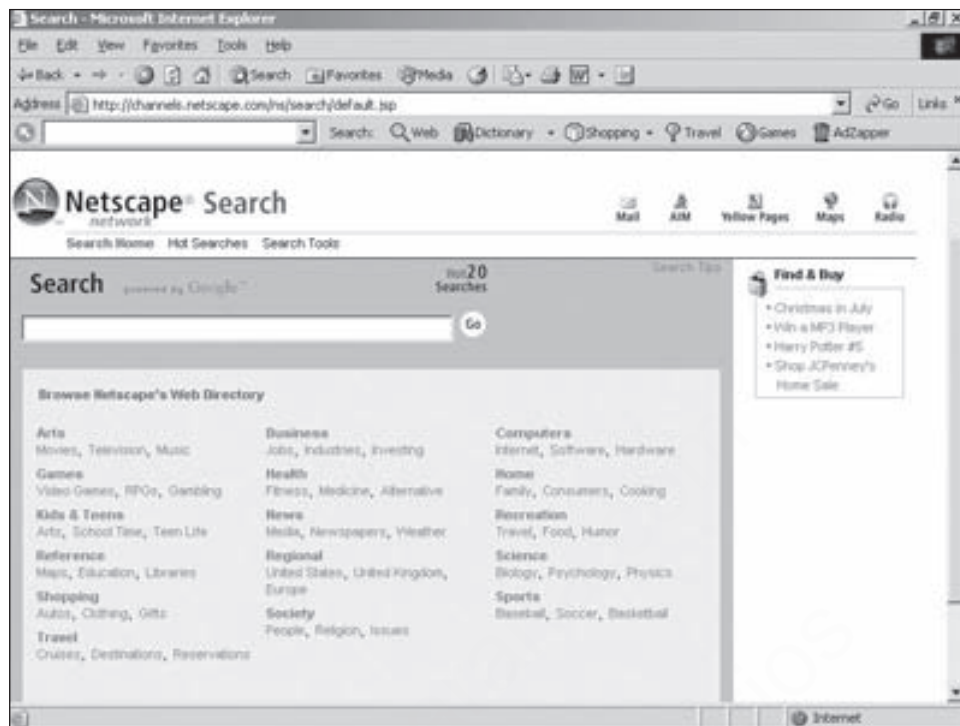 Search - Microsoft Internet Explorer
File Edit View Favorites Tools Help
Back Search Favorites Media
Address http://channels.netscape.com/ns/search/default.jsp Go Links »
Search: Web Dictionary Shopping Travel Games AdZapper
Netscape® Search
network
Mail AIM Yellow Pages Maps Radio
Search Home Hot Searches Search Tools
Search powered by Google™
Hot 20
Searches
Search Tips
Go
Find & Buy
• Christmas in July
• Win a MP3 Player
• Harry Potter #5
• Shop JCPenney's
Home Sale
Browse Netscape's Web Directory
Arts
Movies, Television, Music
Games
Video Games, RPGs, Gambling
Kids & Teens
Arts, School Time, Teen Life
Reference
Maps, Education, Libraries
Shopping
Autos, Clothing, Gifts
Travel
Cruises, Destinations, Reservations
Business
Jobs, Industries, Investing
Health
Fitness, Medicine, Alternative
News
Media, Newspapers, Weather
Regional
United States, United Kingdom,
Europe
Society
People, Religion, Issues
Computers
Internet, Software, Hardware
Home
Family, Consumers, Cooking
Recreation
Travel, Food, Humor
Science
Biology, Psychology, Physics
Sports
Baseball, Soccer, Basketball
Internet